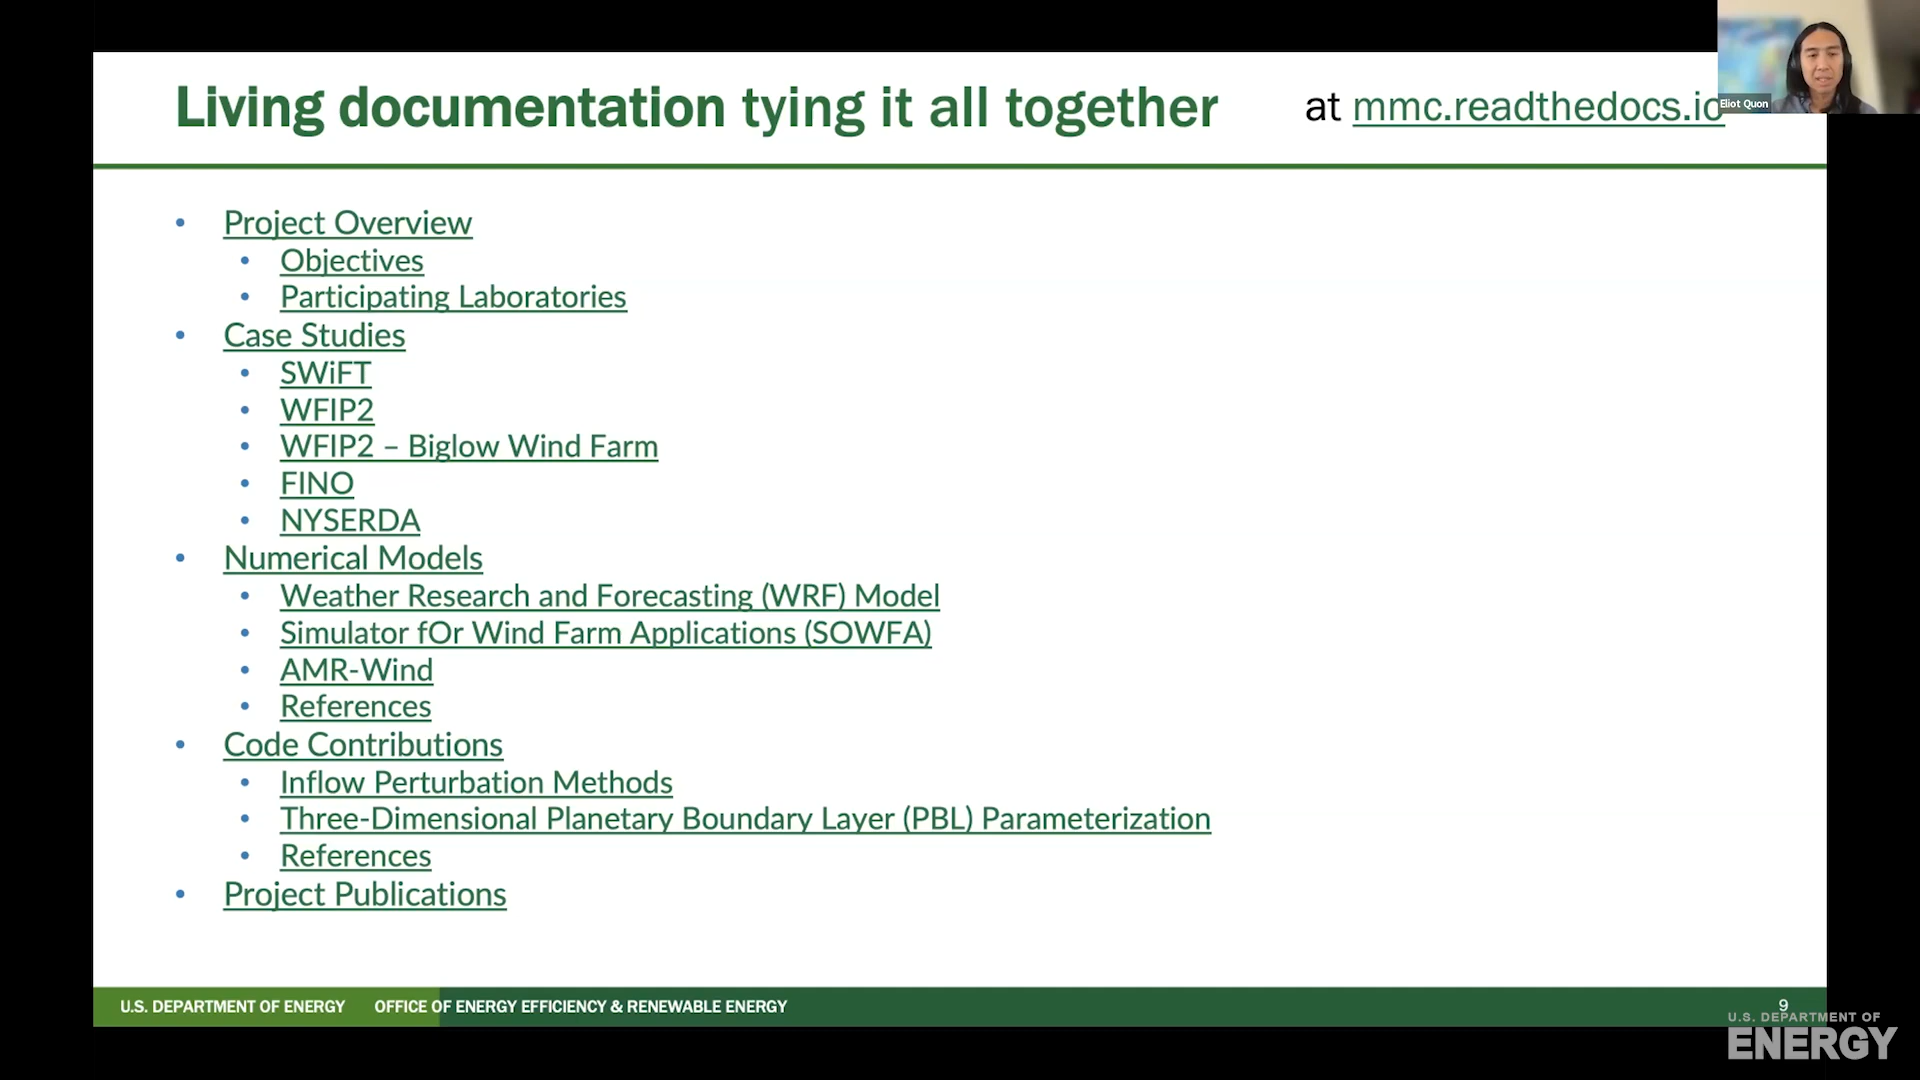 Living documentation tying it all together
at mmc.readthedocs.io
Eliot Quon
• Project Overview
• Objectives
• Participating Laboratories
• Case Studies
• SWiFT
• WFIP2
• WFIP2 – Biglow Wind Farm
• FINO
• NYSERDA
• Numerical Models
• Weather Research and Forecasting (WRF) Model
• Simulator fOr Wind Farm Applications (SOWFA)
• AMR-Wind
• References
• Code Contributions
• Inflow Perturbation Methods
• Three-Dimensional Planetary Boundary Layer (PBL) Parameterization
• References
• Project Publications
U.S. DEPARTMENT OF ENERGY OFFICE OF ENERGY EFFICIENCY & RENEWABLE ENERGY
9
U.S. DEPARTMENT OF
ENERGY